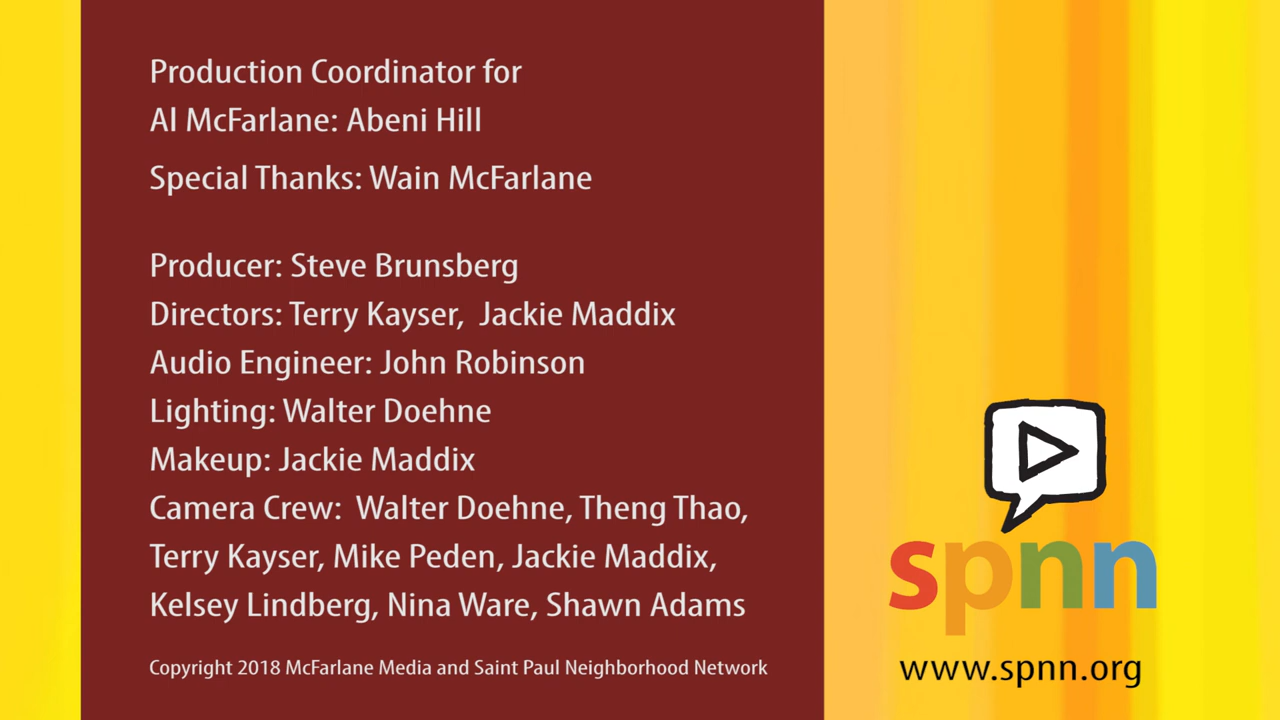 Production Coordinator for
Al McFarlane: Abeni Hill
Special Thanks: Wain McFarlane
Producer: Steve Brunsberg
Directors: Terry Kayser,  Jackie Maddix
Audio Engineer: John Robinson
Lighting: Walter Doehne
Makeup: Jackie Maddix
Camera Crew:  Walter Doehne, Theng Thao,
Terry Kayser, Mike Peden, Jackie Maddix,
Kelsey Lindberg, Nina Ware, Shawn Adams
Copyright 2018 McFarlane Media and Saint Paul Neighborhood Network
spnn
www.spnn.org